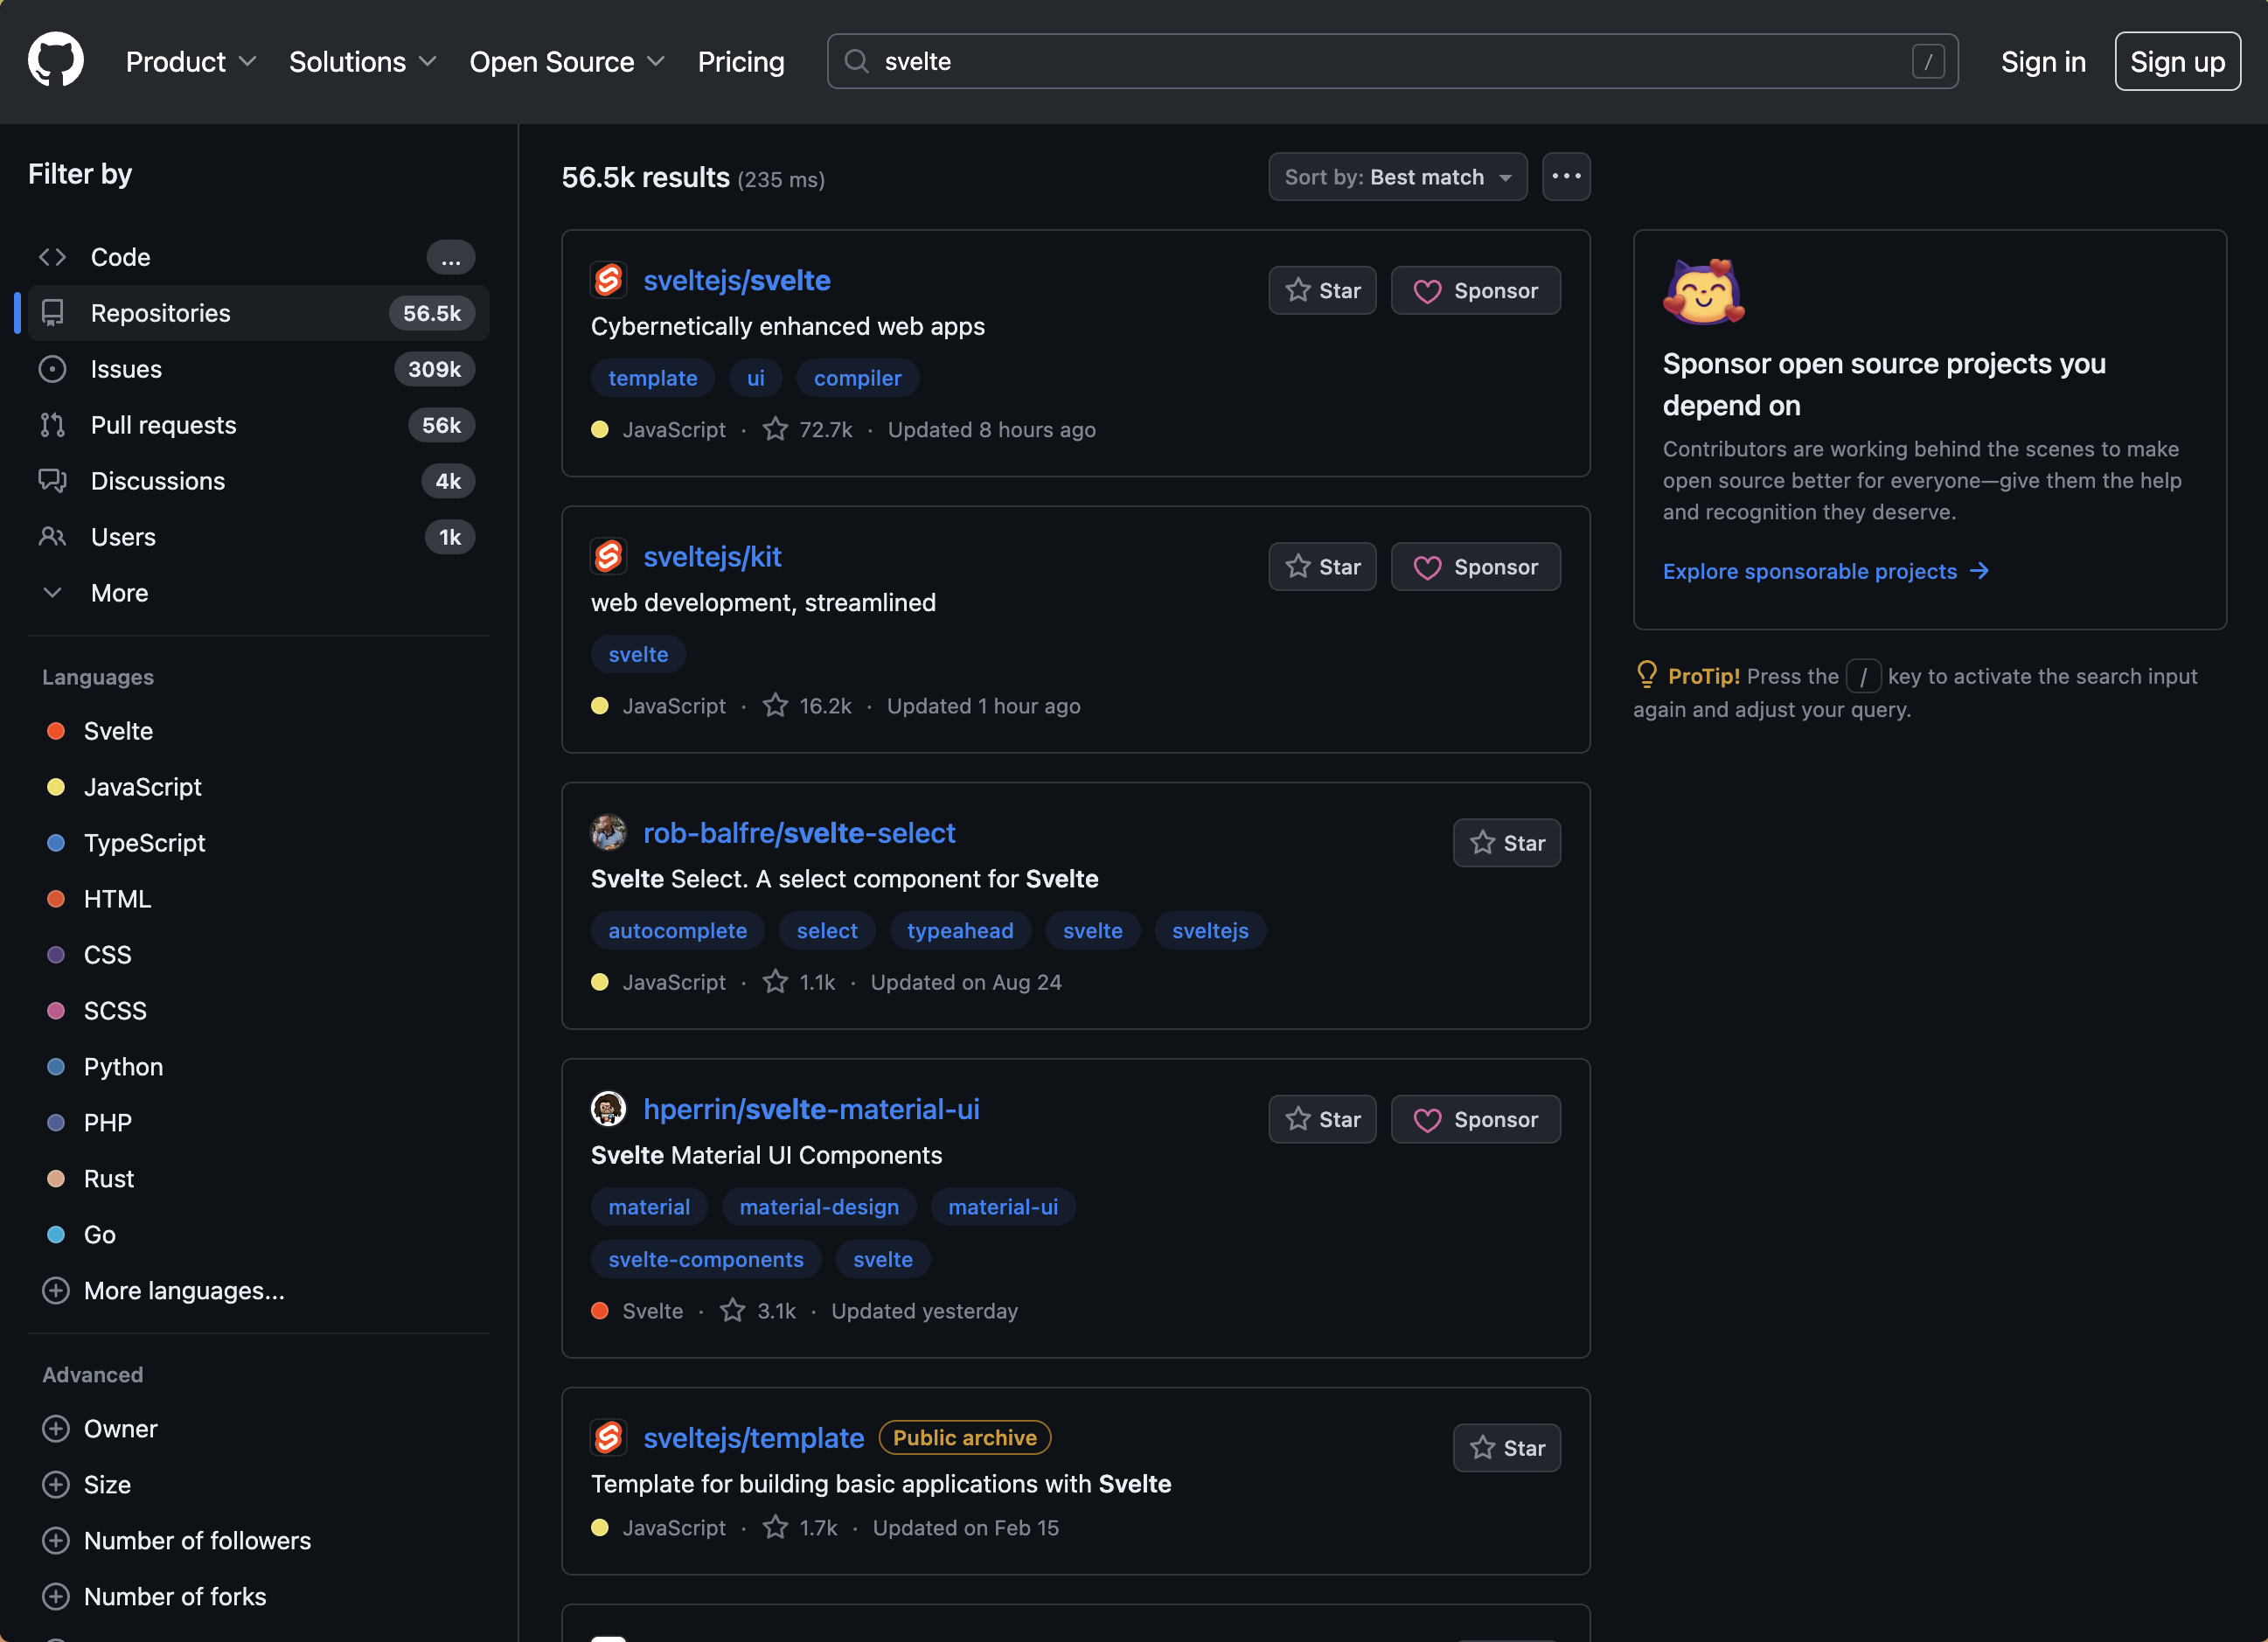 Product Solutions Open Source Pricing svelte / Sign in Sign up
Filter by
Code ...
Repositories 56.5k
Issues 309k
Pull requests 56k
Discussions 4k
Users 1k
More
Languages
Svelte
JavaScript
TypeScript
HTML
CSS
SCSS
Python
PHP
Rust
Go
More languages...
Advanced
Owner
Size
Number of followers
Number of forks
56.5k results (235 ms)
Sort by: Best match
sveltejs/svelte
Star Sponsor
Cybernetically enhanced web apps
template ui compiler
JavaScript · 72.7k · Updated 8 hours ago
sveltejs/kit
Star Sponsor
web development, streamlined
svelte
JavaScript · 16.2k · Updated 1 hour ago
rob-balfre/svelte-select
Star
Svelte Select. A select component for Svelte
autocomplete select typeahead svelte sveltejs
JavaScript · 1.1k · Updated on Aug 24
hperrin/svelte-material-ui
Star Sponsor
Svelte Material UI Components
material material-design material-ui
svelte-components svelte
Svelte · 3.1k · Updated yesterday
sveltejs/template Public archive
Star
Template for building basic applications with Svelte
JavaScript · 1.7k · Updated on Feb 15
Sponsor open source projects you
depend on
Contributors are working behind the scenes to make
open source better for everyone—give them the help
and recognition they deserve.
Explore sponsorable projects →
ProTip! Press the / key to activate the search input
again and adjust your query.